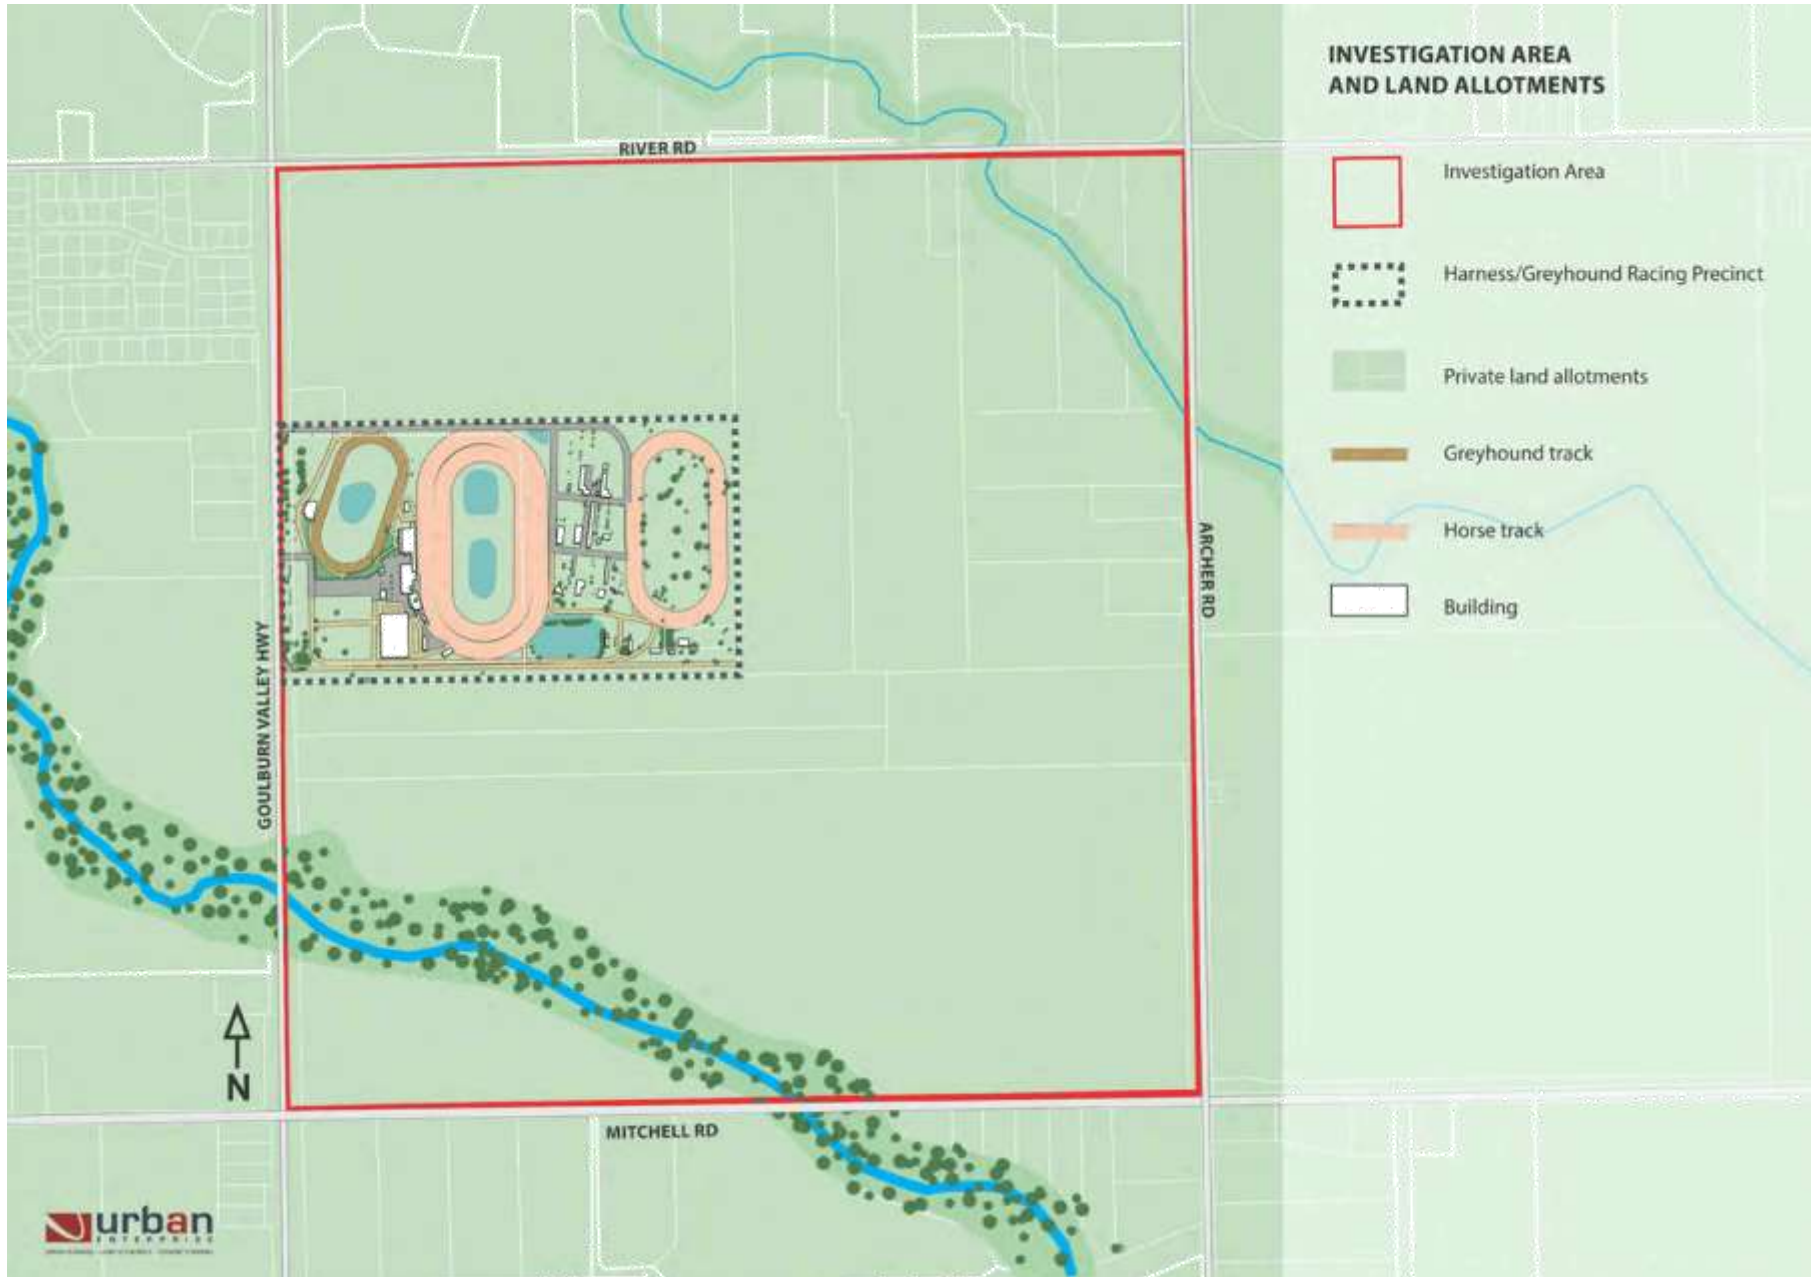 INVESTIGATION AREA
AND LAND ALLOTMENTS
RIVER RD
Investigation Area
Harness/Greyhound Racing Precinct
Private land allotments
Greyhound track
Horse track
Building
ARCHER RD
GOULBURN VALLEY HWY
N
MITCHELL RD
urban
ENTERPRISE